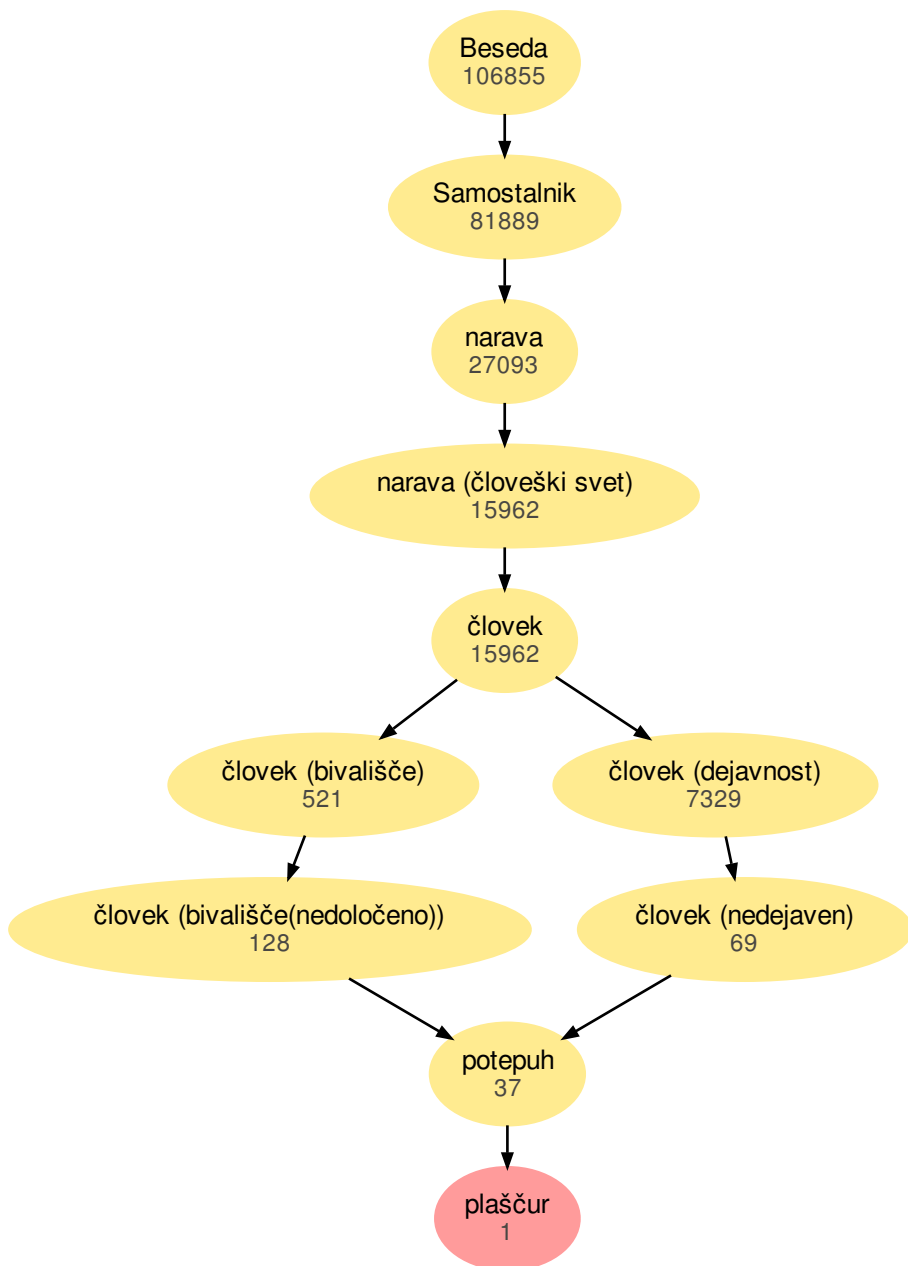 Beseda
106855
Samostalnik
81889
narava
27093
narava (človeški svet)
15962
človek
15962
človek (bivališče)
521
človek (dejavnost)
7329
človek (bivališče(nedoločeno))
128
človek (nedejaven)
69
potepuh
37
plaščur
1